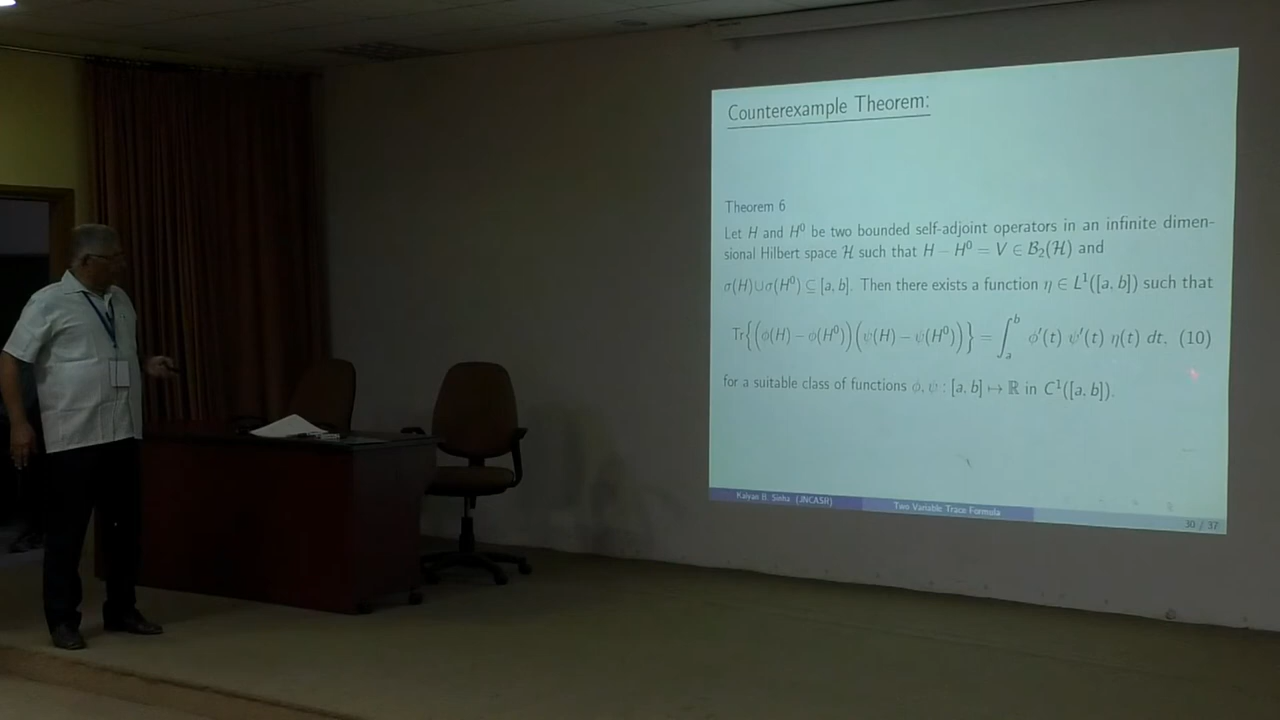 Counterexample Theorem:
Theorem 6
Let H and H⁰ be two bounded self-adjoint operators in an infinite dimen-
sional Hilbert space ℋ such that H − H⁰ = V ∈ ℬ₂(ℋ) and
σ(H)∪σ(H⁰) ⊆ [a, b]. Then there exists a function η ∈ L¹([a, b]) such that
Tr{(φ(H) − φ(H⁰))(ψ(H) − ψ(H⁰))} = ∫ₐᵇ φ′(t) ψ′(t) η(t) dt, (10)
for a suitable class of functions φ, ψ : [a, b] ↦ ℝ in C¹([a, b]).
Kalyan B. Sinha (JNCASR) Two Variable Trace Formula 30 / 37